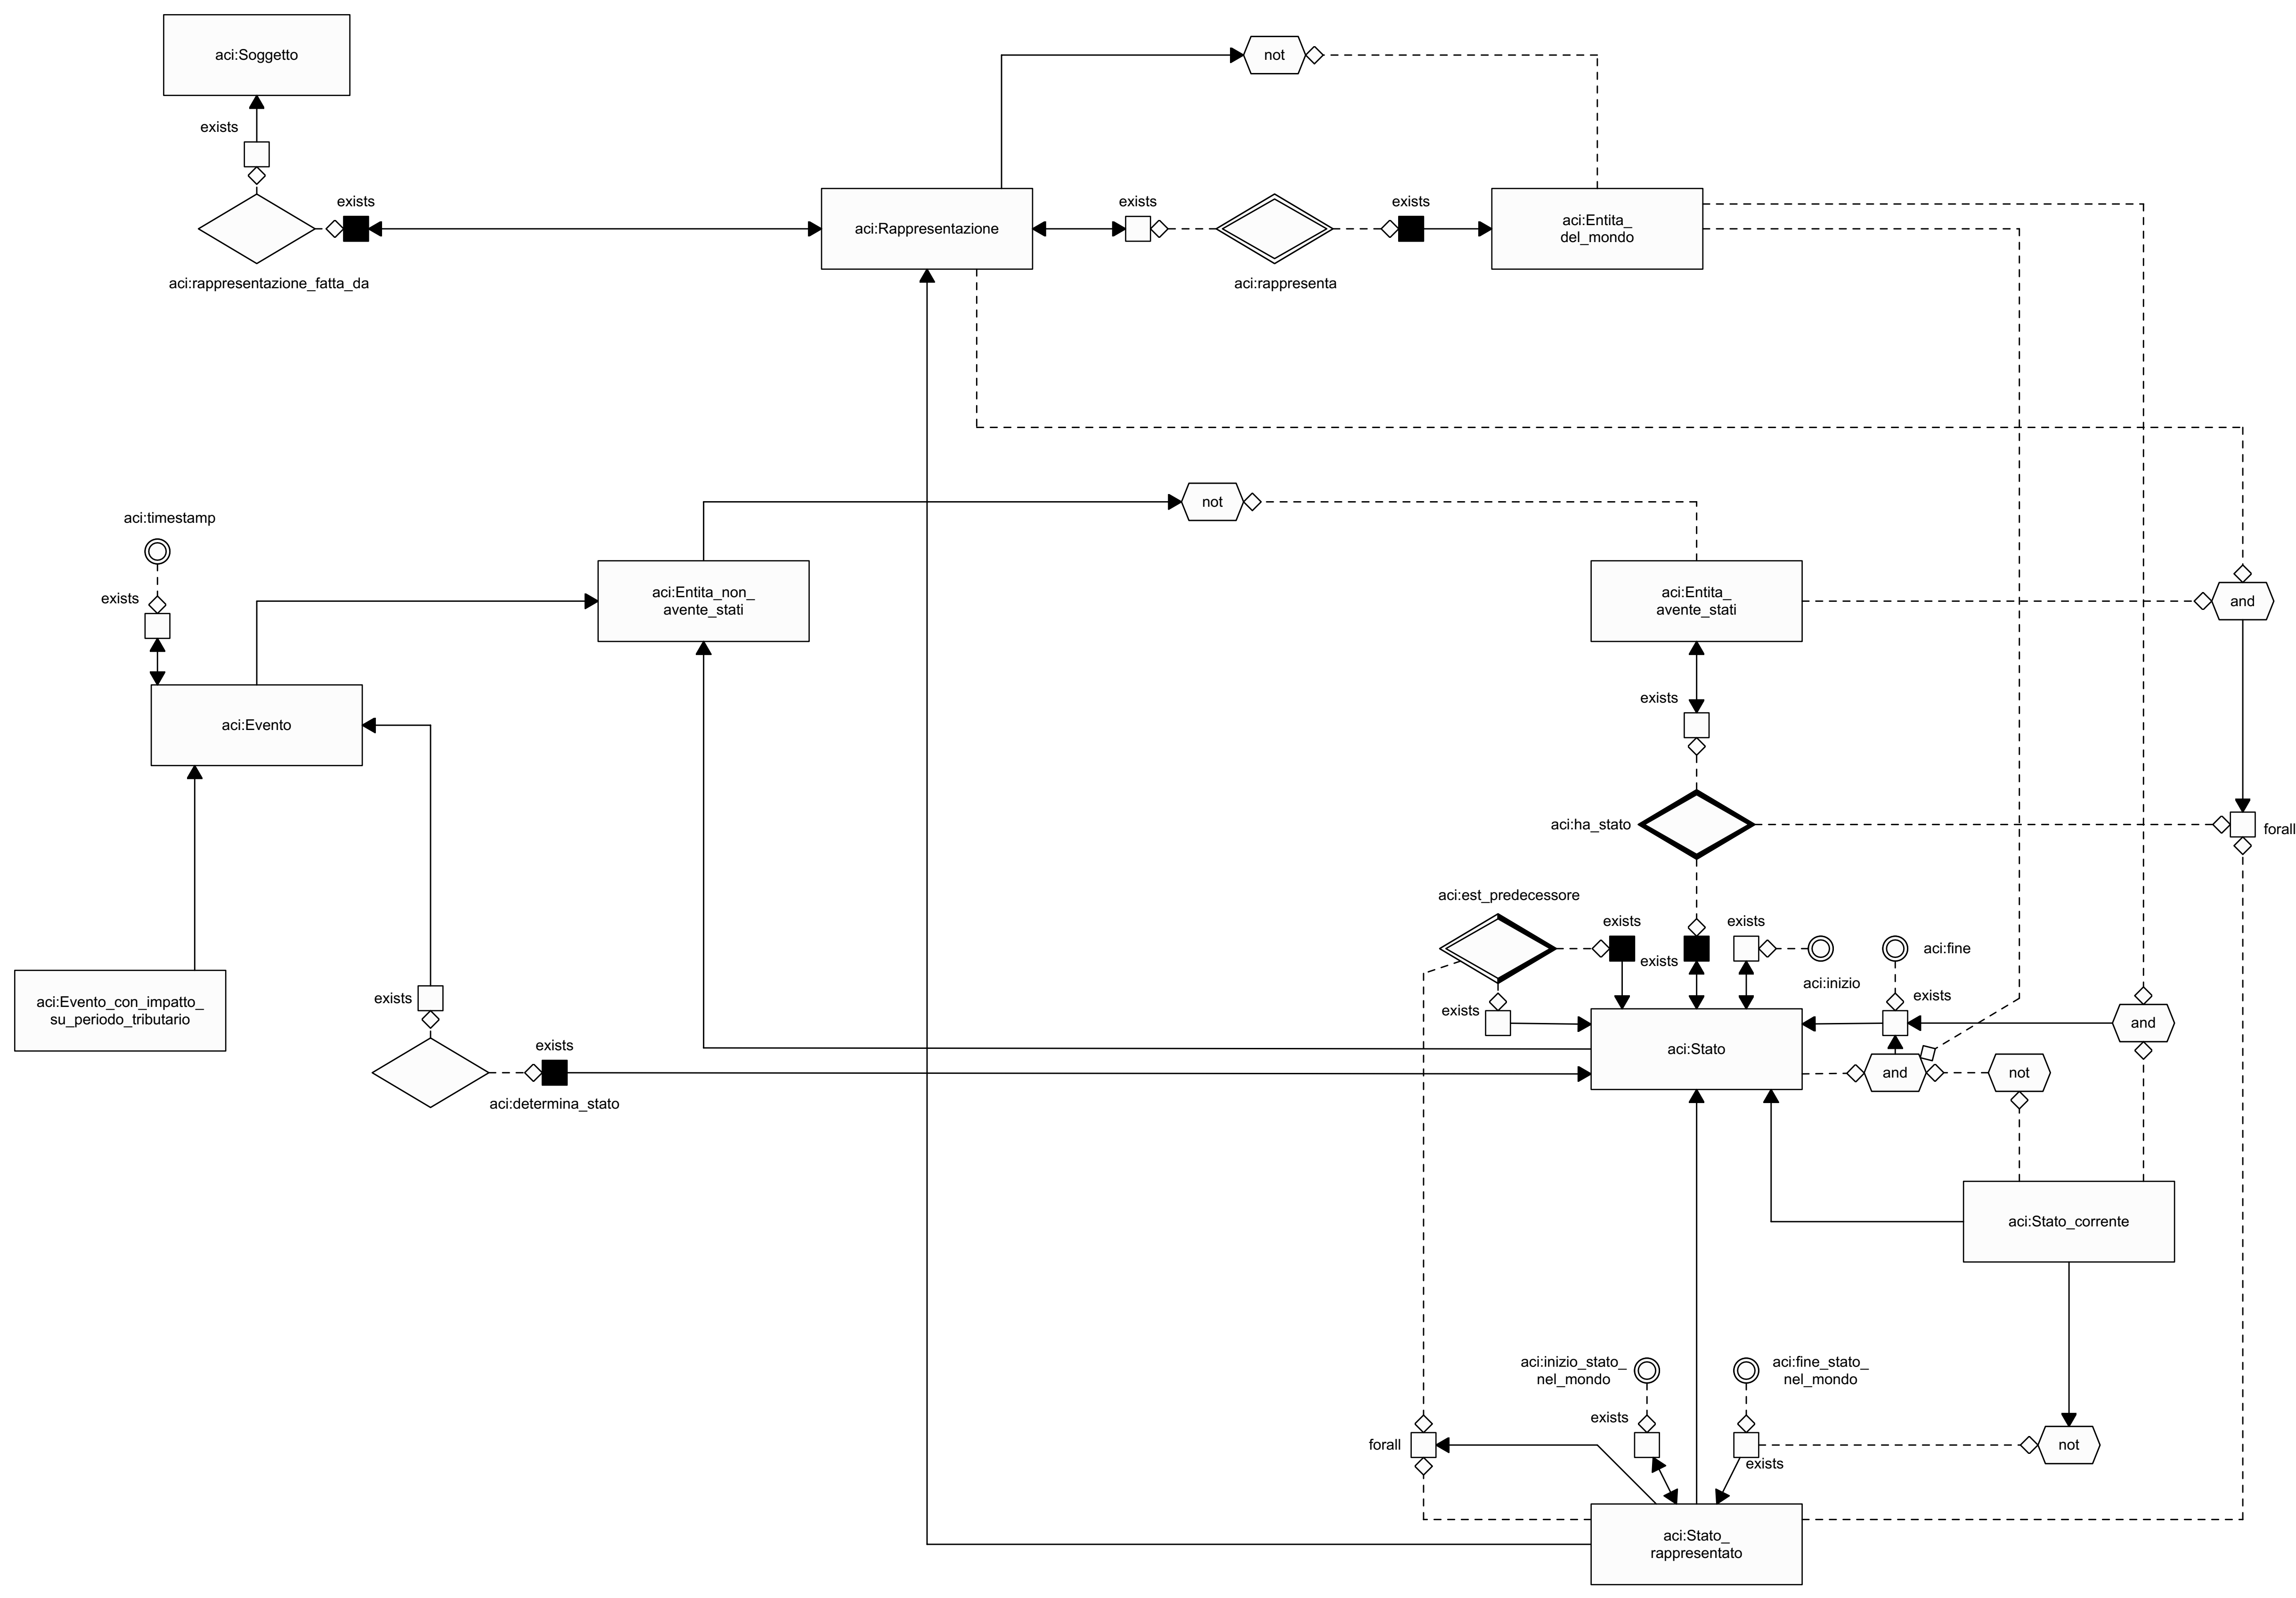 aci:Soggetto
not
exists
exists
exists
exists
aci:Rappresentazione
aci:Entita_
del_mondo
aci:rappresentazione_fatta_da
aci:rappresenta
not
aci:timestamp
exists
aci:Entita_non_
avente_stati
aci:Entita_
avente_stati
and
exists
aci:Evento
aci:ha_stato
forall
aci:est_predecessore
exists
exists
exists
aci:fine
aci:inizio
exists
exists
exists
aci:Evento_con_impatto_
su_periodo_tributario
and
exists
aci:Stato
and
not
aci:determina_stato
aci:Stato_corrente
aci:inizio_stato_
nel_mondo
aci:fine_stato_
nel_mondo
exists
forall
not
exists
aci:Stato_
rappresentato